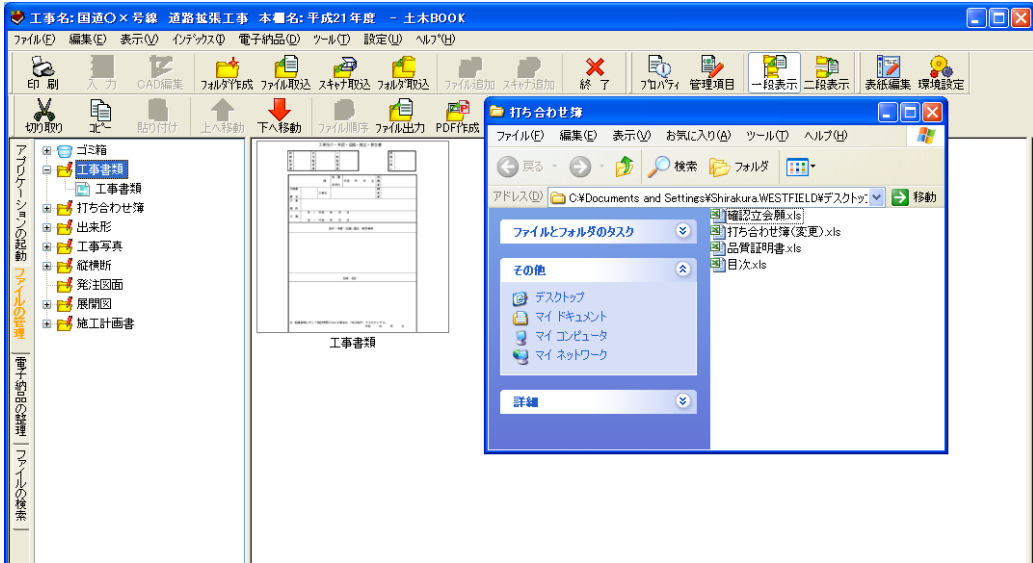 工事名:国道○×号線 道路拡張工事 本棚名:平成21年度 - 土木BOOK
ファイル(F) 編集(E) 表示(V) インデックス(I) 電子納品(D) ツール(T) 設定(U) ヘルプ(H)
印 刷 入 力 CAD編集 フォルダ作成 ファイル取込 スキャナ取込 フォルダ取込 ファイル追加 スキャナ追加 終 了 プロパティ 管理項目 一段表示 二段表示 表紙編集 環境設定
切り取り コピー 貼り付け 上へ移動 下へ移動 ファイル順序 ファイル出力 PDF作成
アプリケーションの起動
ファイルの管理
電子納品の整理
ファイルの検索
ゴミ箱
工事書類
工事書類
打ち合わせ簿
出来形
工事写真
縦横断
発注図面
展開図
施工計画書
工事書類
打ち合わせ簿
ファイル(F) 編集(E) 表示(V) お気に入り(A) ツール(T) ヘルプ(H)
戻る 検索 フォルダ
アドレス(D) C:¥Documents and Settings¥Shirakura.WESTFIELD¥デスクトッ 移動
ファイルとフォルダのタスク
その他
デスクトップ
マイ ドキュメント
マイ コンピュータ
マイ ネットワーク
詳細
確認立会願.xls
打ち合わせ簿(変更).xls
品質証明書.xls
目次.xls